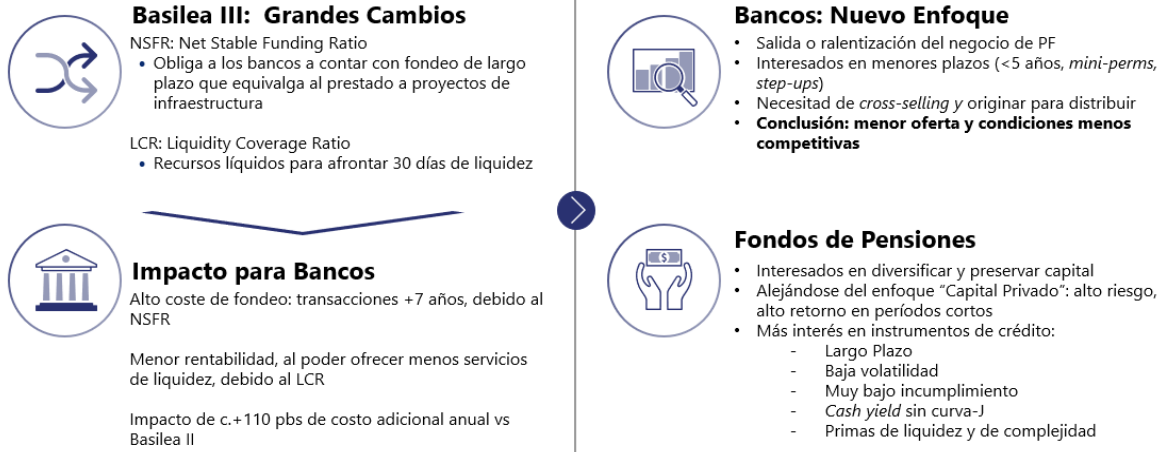 Basilea III:  Grandes Cambios
NSFR: Net Stable Funding Ratio
• Obliga a los bancos a contar con fondeo de largo
plazo que equivalga al prestado a proyectos de
infraestructura
LCR: Liquidity Coverage Ratio
• Recursos líquidos para afrontar 30 días de liquidez
Impacto para Bancos
Alto coste de fondeo: transacciones +7 años, debido al
NSFR
Menor rentabilidad, al poder ofrecer menos servicios
de liquidez, debido al LCR
Impacto de c.+110 pbs de costo adicional anual vs
Basilea II
Bancos: Nuevo Enfoque
• Salida o ralentización del negocio de PF
• Interesados en menores plazos (<5 años, mini-perms,
step-ups)
• Necesitad de cross-selling y originar para distribuir
• Conclusión: menor oferta y condiciones menos
competitivas
Fondos de Pensiones
• Interesados en diversificar y preservar capital
• Alejándose del enfoque “Capital Privado”: alto riesgo,
alto retorno en períodos cortos
• Más interés en instrumentos de crédito:
- Largo Plazo
- Baja volatilidad
- Muy bajo incumplimiento
- Cash yield sin curva-J
- Primas de liquidez y de complejidad
$